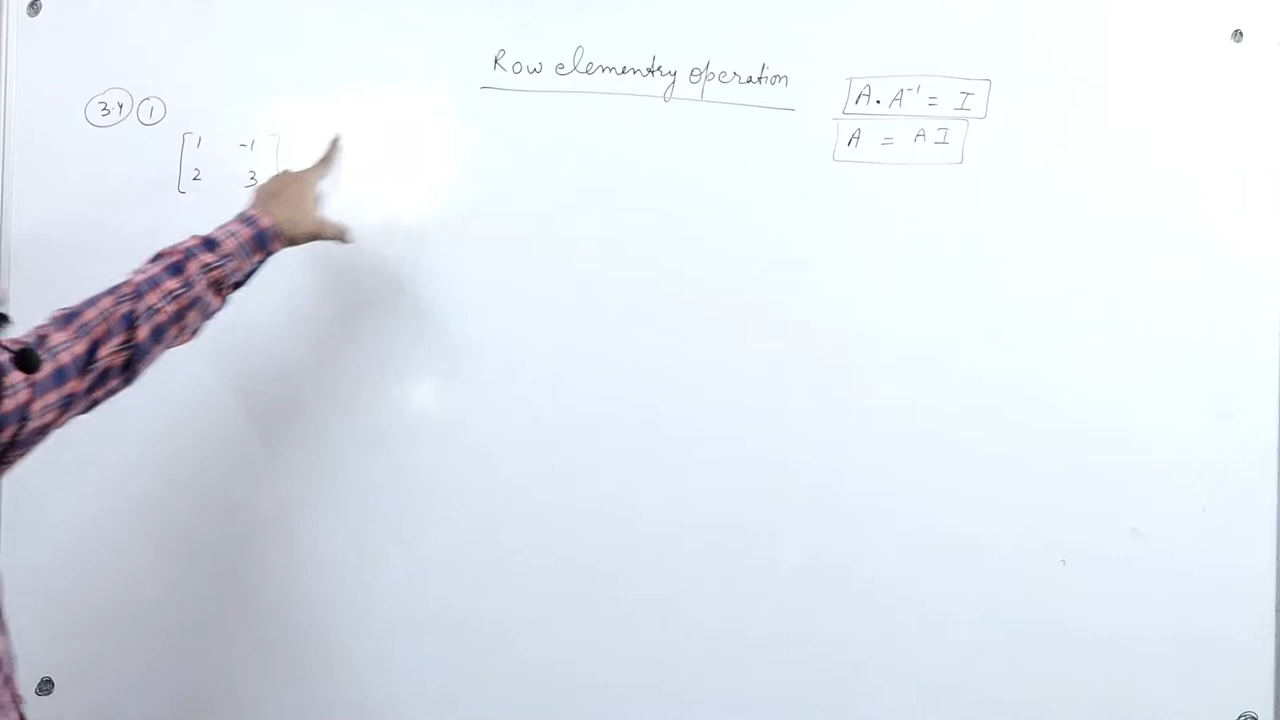 Row elementry operation
A . A⁻¹ = I
A = A I
3.4 1
1 -1
2 3